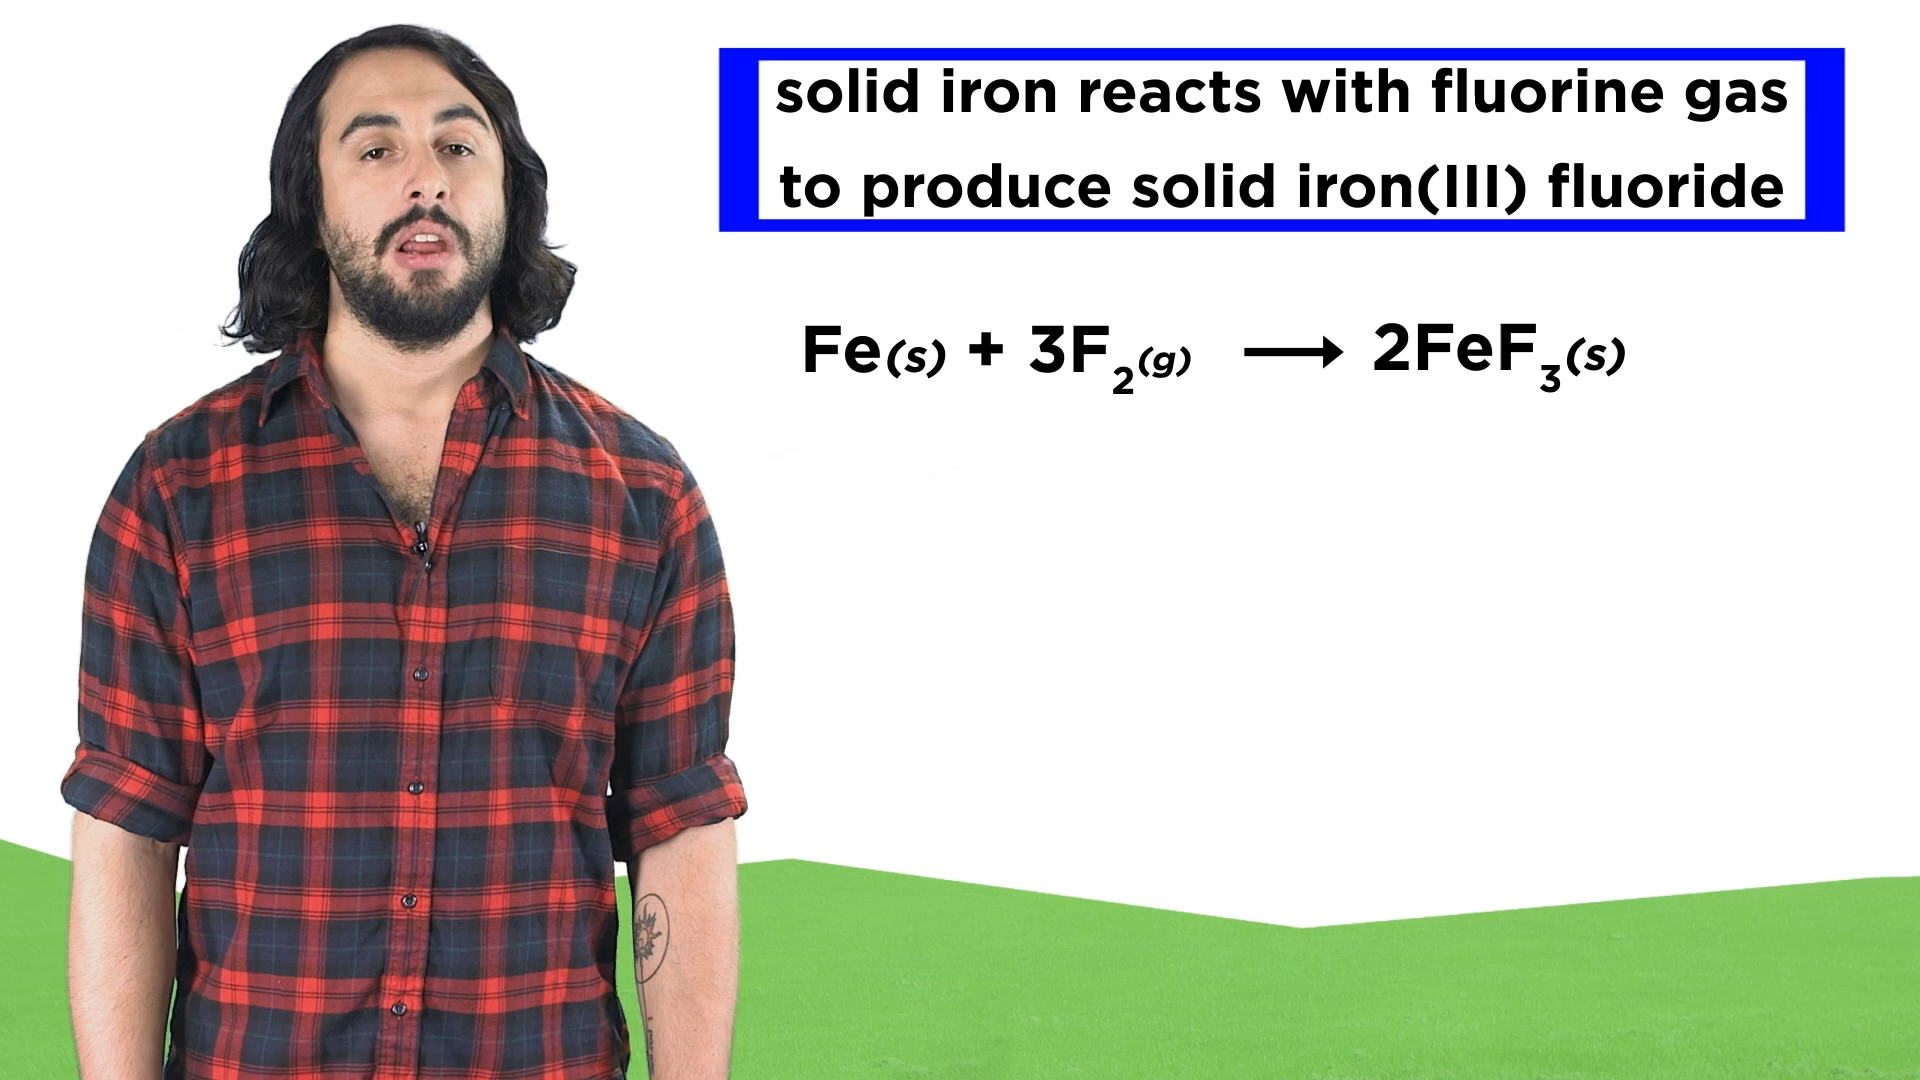 solid iron reacts with fluorine gas
to produce solid iron(III) fluoride
Fe(s) + 3F₂(g) ⟶ 2FeF₃(s)